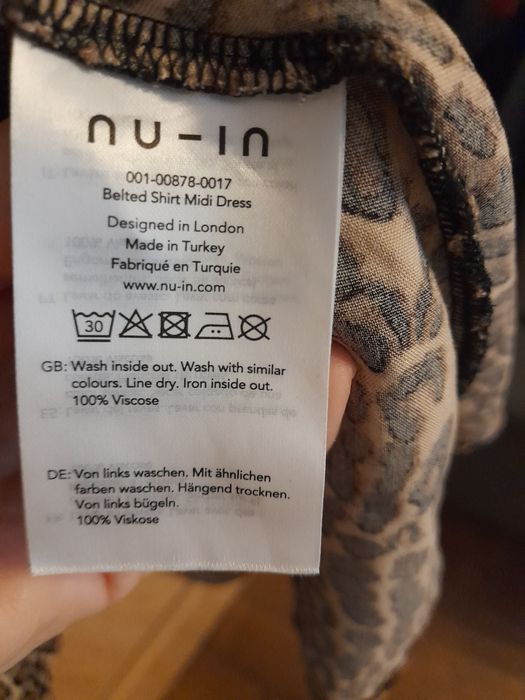 nu-in
001-00878-0017
Belted Shirt Midi Dress
Designed in London
Made in Turkey
Fabriqué en Turquie
www.nu-in.com
30
GB: Wash inside out. Wash with similar
colours. Line dry. Iron inside out.
100% Viscose
DE: Von links waschen. Mit ähnlichen
farben waschen. Hängend trocknen.
Von links bügeln.
100% Viskose